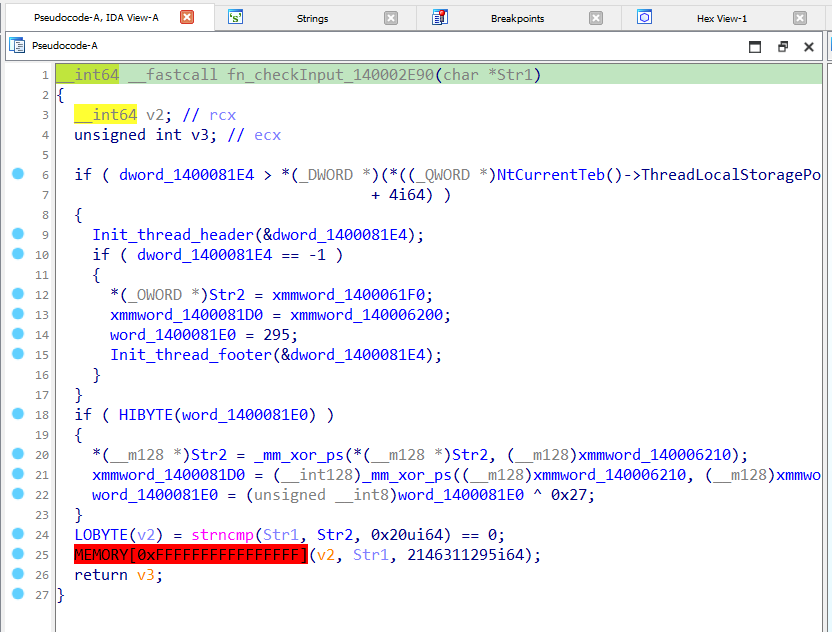 Pseudocode-A, IDA View-A
Strings
Breakpoints
Hex View-1
Pseudocode-A
1 __int64 __fastcall fn_checkInput_140002E90(char *Str1)
2 {
3 __int64 v2; // rcx
4 unsigned int v3; // ecx
5
6 if ( dword_1400081E4 > *(_DWORD *)(*((_QWORD *)NtCurrentTeb()->ThreadLocalStoragePo
7 + 4i64) )
8 {
9 Init_thread_header(&dword_1400081E4);
10 if ( dword_1400081E4 == -1 )
11 {
12 *(_OWORD *)Str2 = xmmword_1400061F0;
13 xmmword_1400081D0 = xmmword_140006200;
14 word_1400081E0 = 295;
15 Init_thread_footer(&dword_1400081E4);
16 }
17 }
18 if ( HIBYTE(word_1400081E0) )
19 {
20 *(__m128 *)Str2 = _mm_xor_ps(*(__m128 *)Str2, (__m128)xmmword_140006210);
21 xmmword_1400081D0 = (__int128)_mm_xor_ps((__m128)xmmword_140006210, (__m128)xmmwo
22 word_1400081E0 = (unsigned __int8)word_1400081E0 ^ 0x27;
23 }
24 LOBYTE(v2) = strncmp(Str1, Str2, 0x20ui64) == 0;
25 MEMORY[0xFFFFFFFFFFFFFFFF](v2, Str1, 2146311295i64);
26 return v3;
27 }